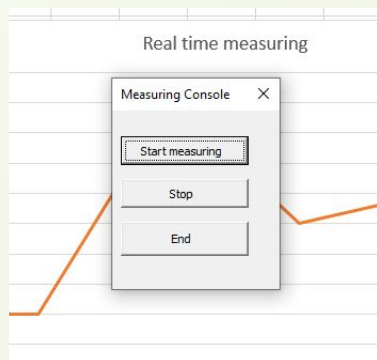 Real time measuring
Measuring Console
Start measuring
Stop
End